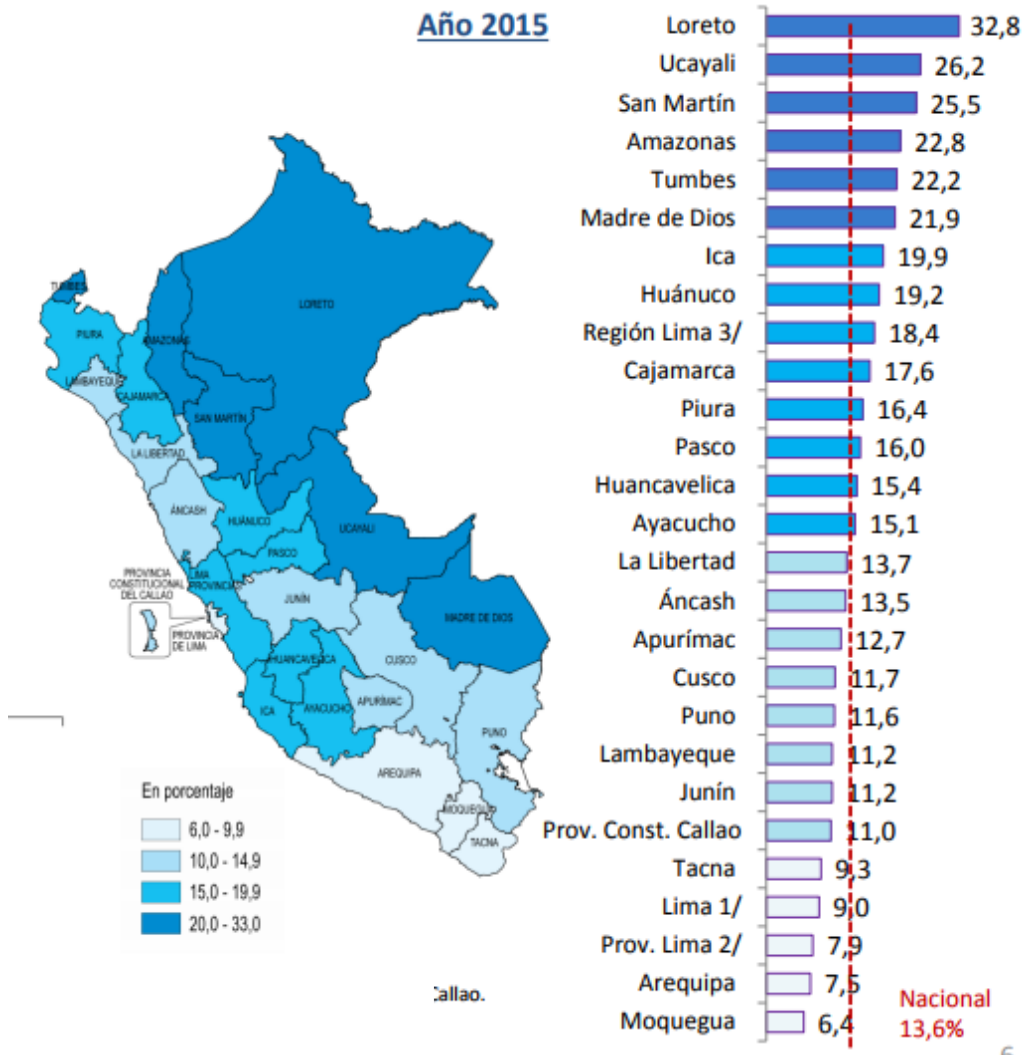 Año 2015
TUMBES
PIURA
LAMBAYEQUE
CAJAMARCA
AMAZONAS
LORETO
SAN MARTÍN
LA LIBERTAD
ÁNCASH
HUÁNUCO
UCAYALI
PASCO
LIMA
PROVINCIAS
PROVINCIA
CONSTITUCIONAL
DEL CALLAO
PROVINCIA
DE LIMA
JUNÍN
MADRE DE DIOS
CUSCO
HUANCAVELICA
ICA
AYACUCHO
APURÍMAC
PUNO
AREQUIPA
MOQUEGUA
TACNA
En porcentaje
6,0 - 9,9
10,0 - 14,9
15,0 - 19,9
20,0 - 33,0
Callao.
Loreto 32,8
Ucayali 26,2
San Martín 25,5
Amazonas 22,8
Tumbes 22,2
Madre de Dios 21,9
Ica 19,9
Huánuco 19,2
Región Lima 3/ 18,4
Cajamarca 17,6
Piura 16,4
Pasco 16,0
Huancavelica 15,4
Ayacucho 15,1
La Libertad 13,7
Áncash 13,5
Apurímac 12,7
Cusco 11,7
Puno 11,6
Lambayeque 11,2
Junín 11,2
Prov. Const. Callao 11,0
Tacna 9,3
Lima 1/ 9,0
Prov. Lima 2/ 7,9
Arequipa 7,5
Moquegua 6,4
Nacional
13,6%